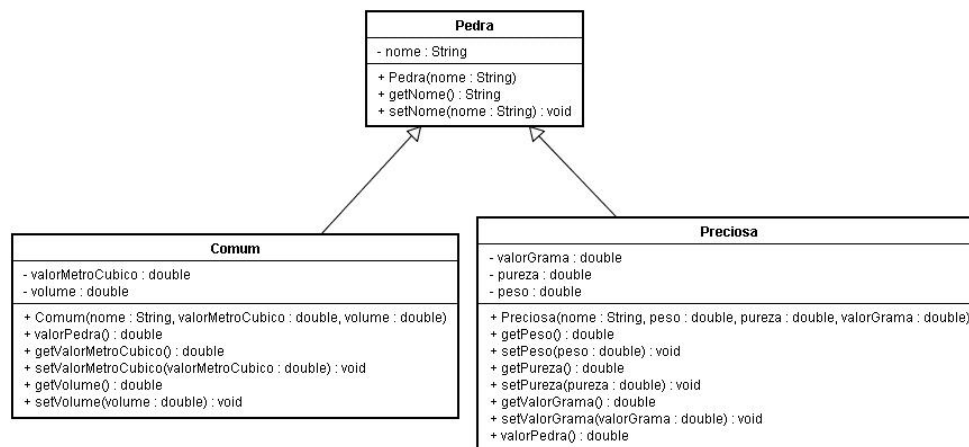 Pedra
- nome : String
+ Pedra(nome : String)
+ getNome() : String
+ setNome(nome : String) : void
Comum
- valorMetroCubico : double
- volume : double
+ Comum(nome : String, valorMetroCubico : double, volume : double)
+ valorPedra() : double
+ getValorMetroCubico() : double
+ setValorMetroCubico(valorMetroCubico : double) : void
+ getVolume() : double
+ setVolume(volume : double) : void
Preciosa
- valorGrama : double
- pureza : double
- peso : double
+ Preciosa(nome : String, peso : double, pureza : double, valorGrama : double)
+ getPeso() : double
+ setPeso(peso : double) : void
+ getPureza() : double
+ setPureza(pureza : double) : void
+ getValorGrama() : double
+ setValorGrama(valorGrama : double) : void
+ valorPedra() : double